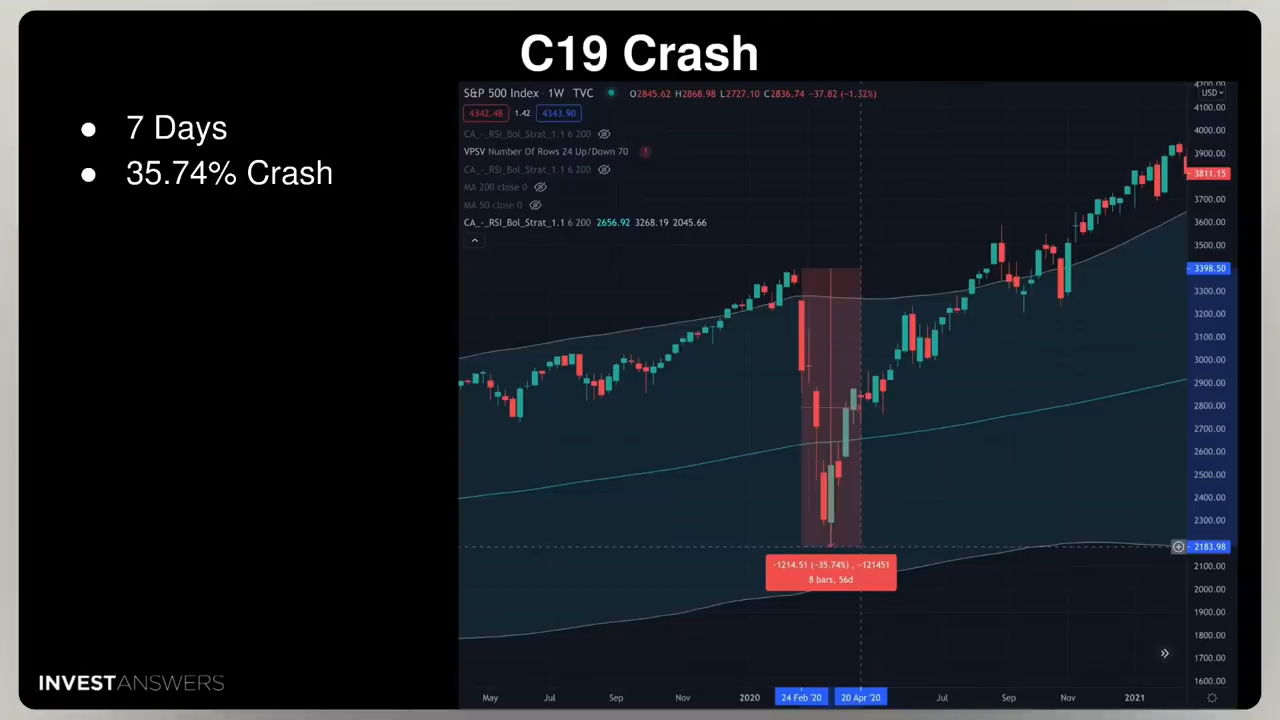 C19 Crash
● 7 Days
● 35.74% Crash
S&P 500 Index 1W TVC O2845.62 H2868.98 L2727.10 C2836.74 −37.82 (−1.32%)
4342.48 1.42 4343.90
CA_-_RSI_Bol_Strat_1.1 6 200
VPSV Number Of Rows 24 Up/Down 70 !
CA_-_RSI_Bol_Strat_1.1 6 200
MA 200 close 0
MA 50 close 0
CA_-_RSI_Bol_Strat_1.1 6 200 2656.92 3268.19 2045.66
4200.00
USD
4100.00
4000.00
3900.00
3811.15
3700.00
3600.00
3500.00
3398.50
3300.00
3200.00
3100.00
3000.00
2900.00
2800.00
2700.00
2600.00
2500.00
2400.00
2300.00
2183.98
2100.00
2000.00
1900.00
1800.00
1700.00
1600.00
−1214.51 (−35.74%) , −121451
8 bars, 56d
May Jul Sep Nov 2020 24 Feb '20 20 Apr '20 Jul Sep Nov 2021
INVESTANSWERS